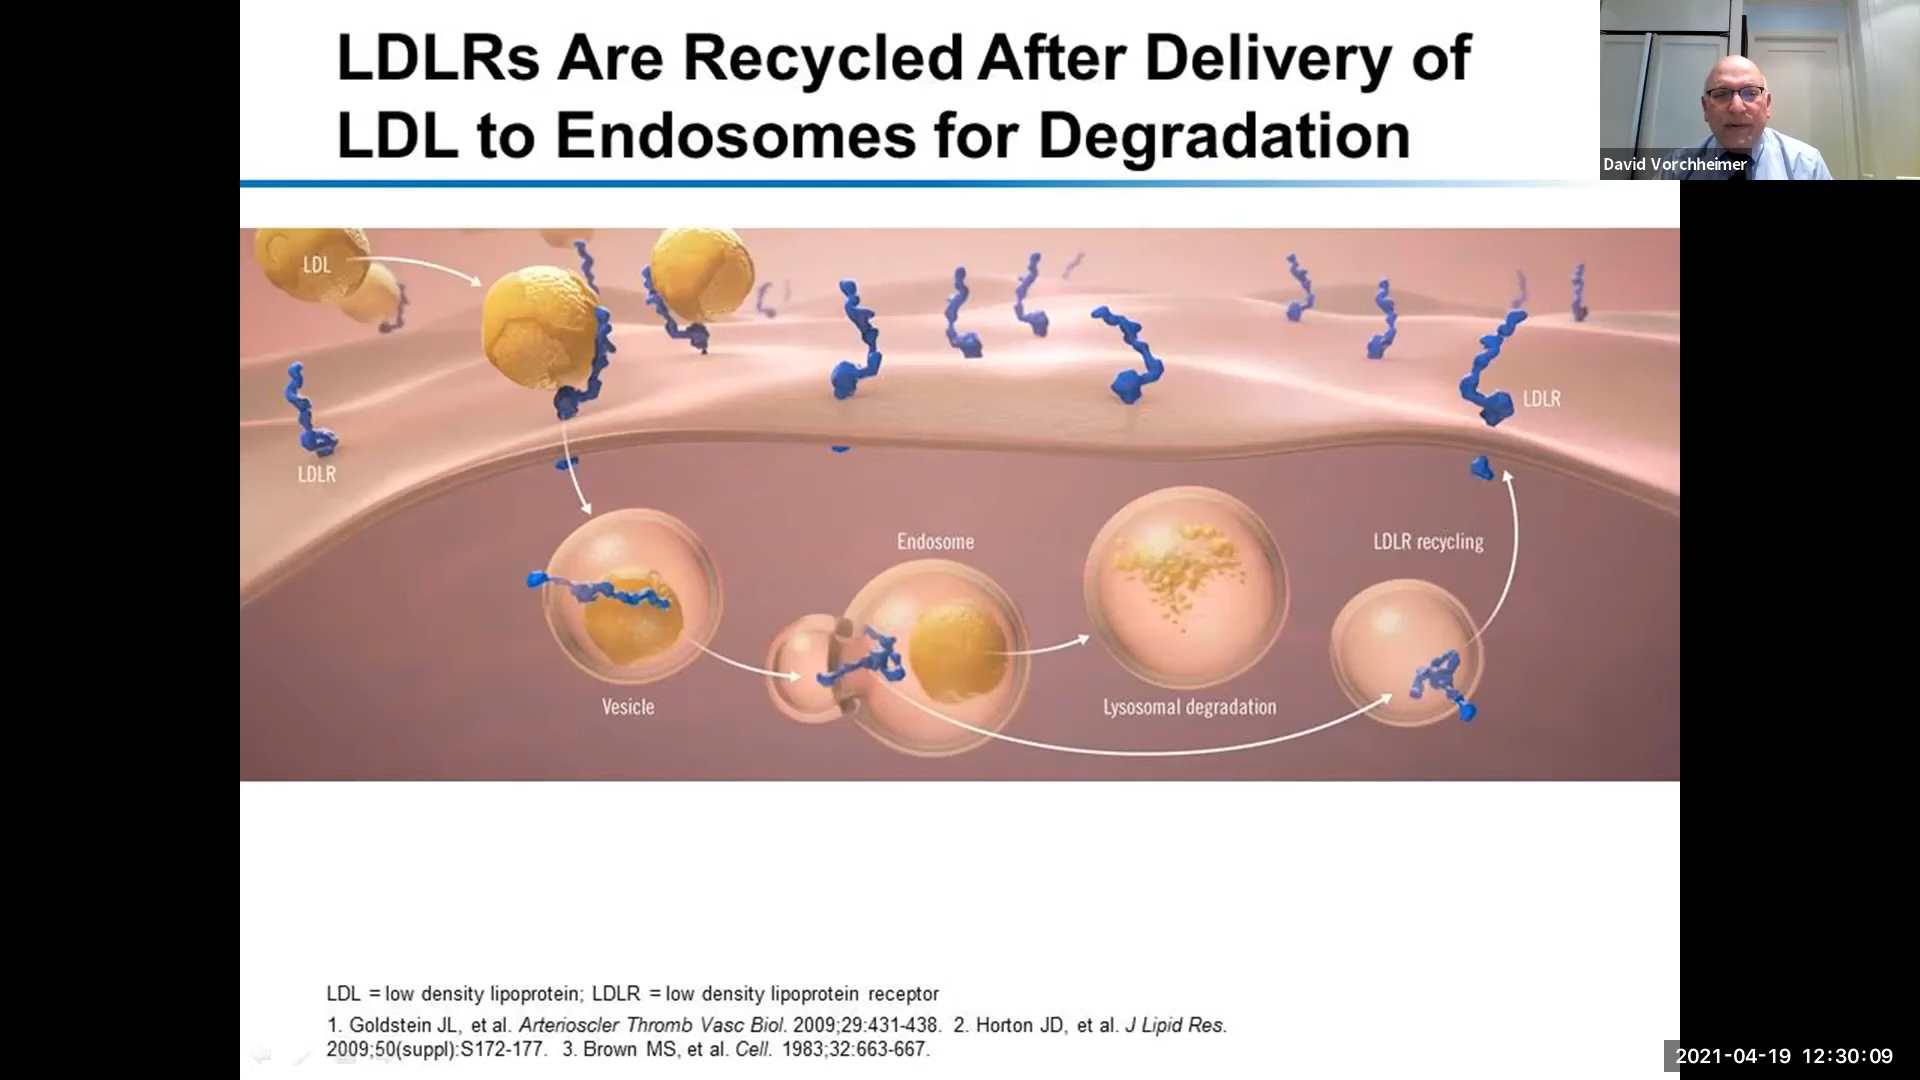 LDLRs Are Recycled After Delivery of
LDL to Endosomes for Degradation
David Vorchheimer
LDL
LDLR
LDLR
Endosome
LDLR recycling
Vesicle
Lysosomal degradation
LDL = low density lipoprotein; LDLR = low density lipoprotein receptor
1. Goldstein JL, et al. Arterioscler Thromb Vasc Biol. 2009;29:431-438. 2. Horton JD, et al. J Lipid Res.
2009;50(suppl):S172-177. 3. Brown MS, et al. Cell. 1983;32:663-667.
2021-04-19 12:30:09